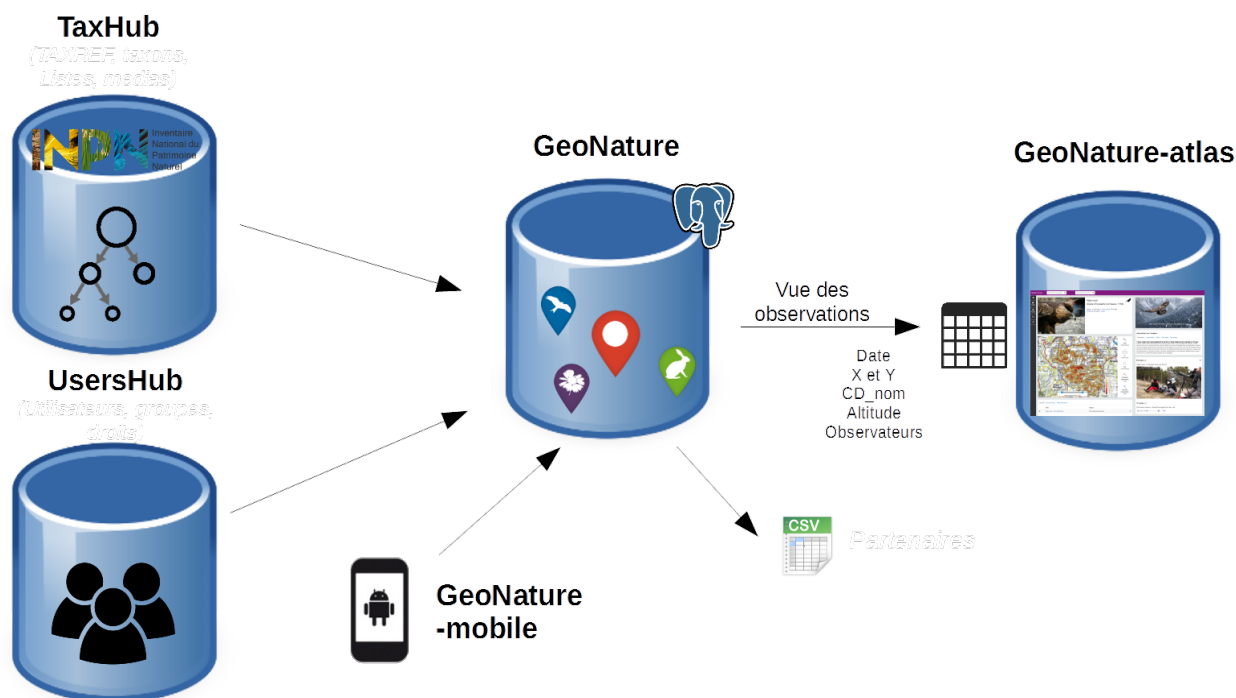 TaxHub
(TAXREF, taxons,
Listes, medias)
INPN
Inventaire
National du
Patrimoine
Naturel
UsersHub
(Utilisateurs, groupes,
droits)
GeoNature
-mobile
GeoNature
Vue des
observations
Date
X et Y
CD_nom
Altitude
Observateurs
CSV
Partenaires
GeoNature-atlas